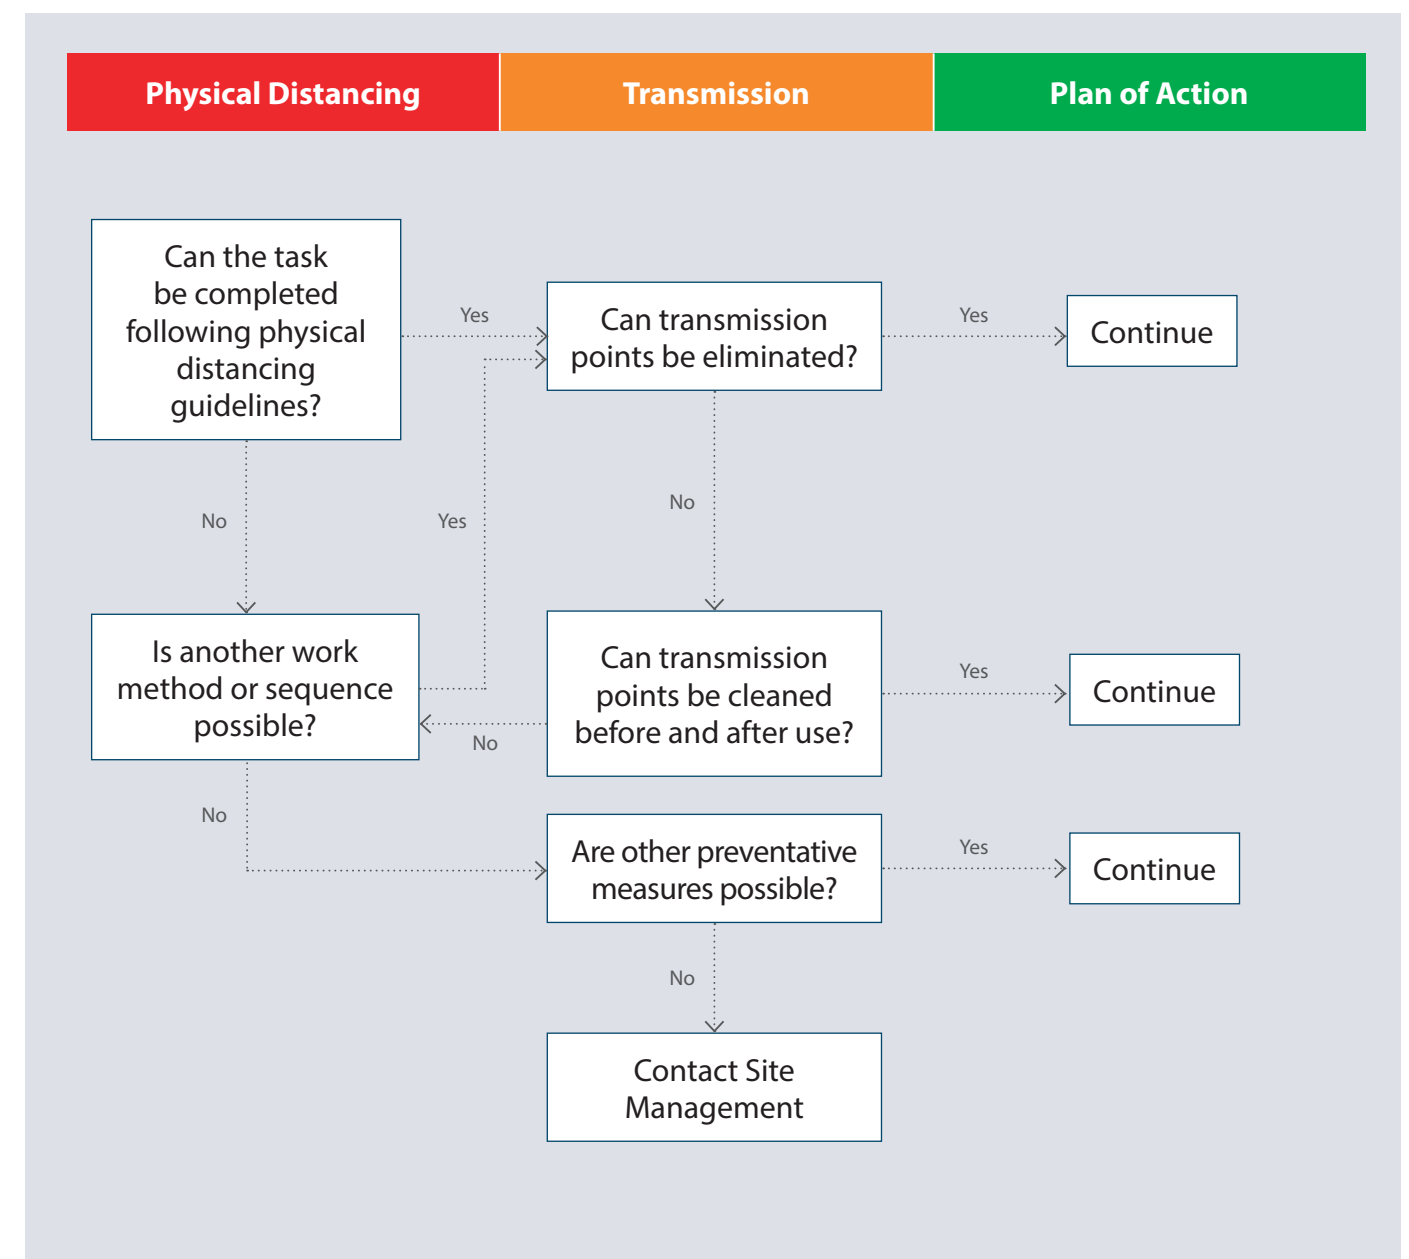 Physical Distancing
Transmission
Plan of Action
Can the task
be completed
following physical
distancing
guidelines?
Yes
Can transmission
points be eliminated?
Yes
Continue
No
Yes
No
Is another work
method or sequence
possible?
No
Can transmission
points be cleaned
before and after use?
Yes
Continue
No
Are other preventative
measures possible?
Yes
Continue
No
Contact Site
Management